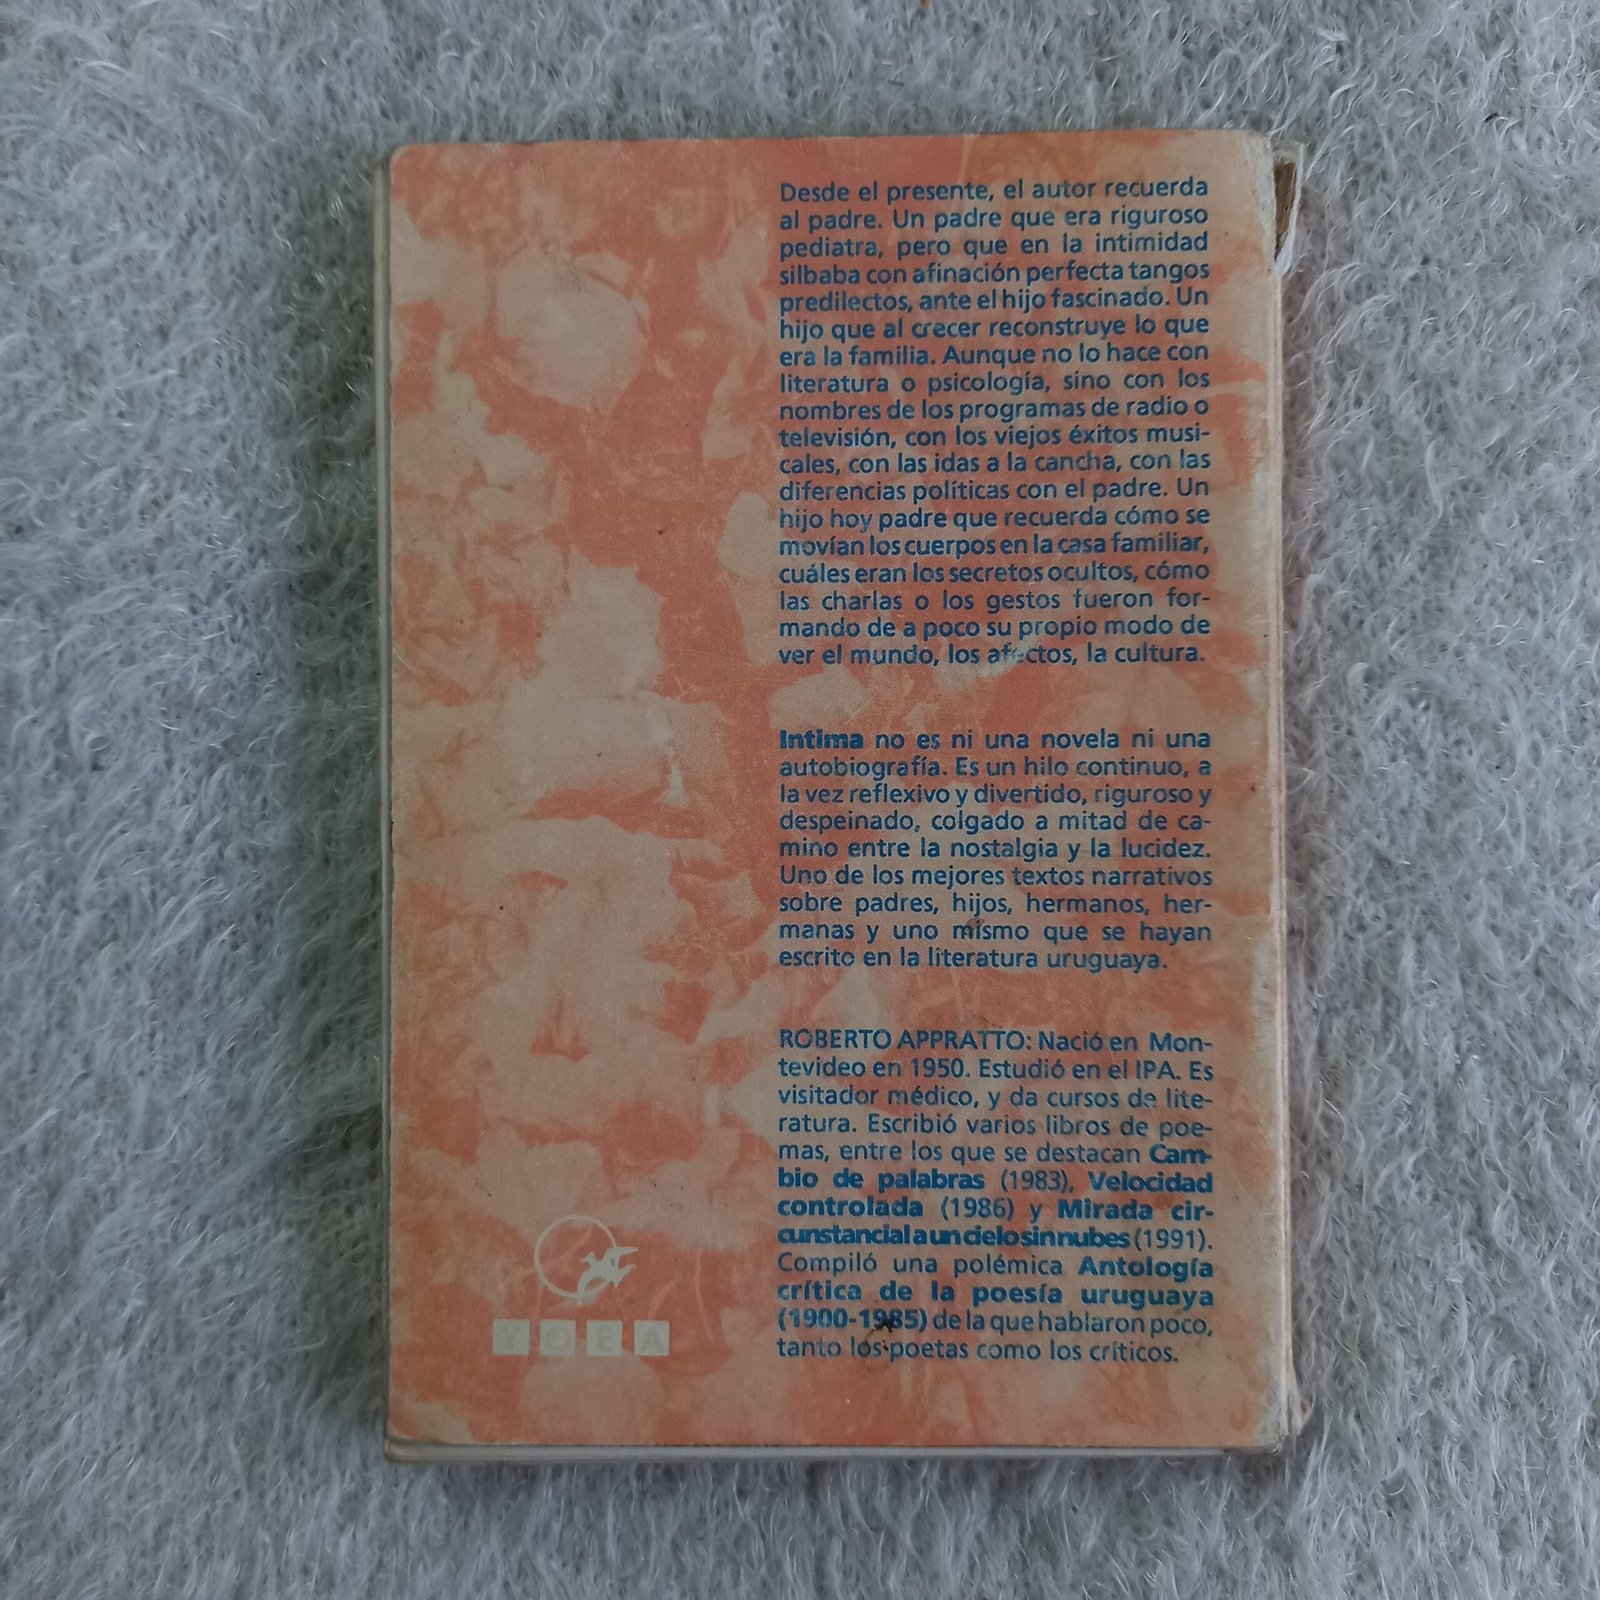 Desde el presente, el autor recuerda
al padre. Un padre que era riguroso
pediatra, pero que en la intimidad
silbaba con afinación perfecta tangos
predilectos, ante el hijo fascinado. Un
hijo que al crecer reconstruye lo que
era la familia. Aunque no lo hace con
literatura o psicología, sino con los
nombres de los programas de radio o
televisión, con los viejos éxitos musi-
cales, con las idas a la cancha, con las
diferencias políticas con el padre. Un
hijo hoy padre que recuerda cómo se
movían los cuerpos en la casa familiar,
cuáles eran los secretos ocultos, cómo
las charlas o los gestos fueron for-
mando de a poco su propio modo de
ver el mundo, los afectos, la cultura.
Intima no es ni una novela ni una
autobiografía. Es un hilo continuo, a
la vez reflexivo y divertido, riguroso y
despeinado, colgado a mitad de ca-
mino entre la nostalgia y la lucidez.
Uno de los mejores textos narrativos
sobre padres, hijos, hermanos, her-
manas y uno mismo que se hayan
escrito en la literatura uruguaya.
ROBERTO APPRATTO: Nació en Mon-
tevideo en 1950. Estudió en el IPA. Es
visitador médico, y da cursos de lite-
ratura. Escribió varios libros de poe-
mas, entre los que se destacan Cam-
bio de palabras (1983), Velocidad
controlada (1986) y Mirada cir-
cunstancial a un cielo sin nubes (1991).
Compiló una polémica Antología
crítica de la poesía uruguaya
(1900-1985) de la que hablaron poco,
tanto los poetas como los críticos.
YOEA